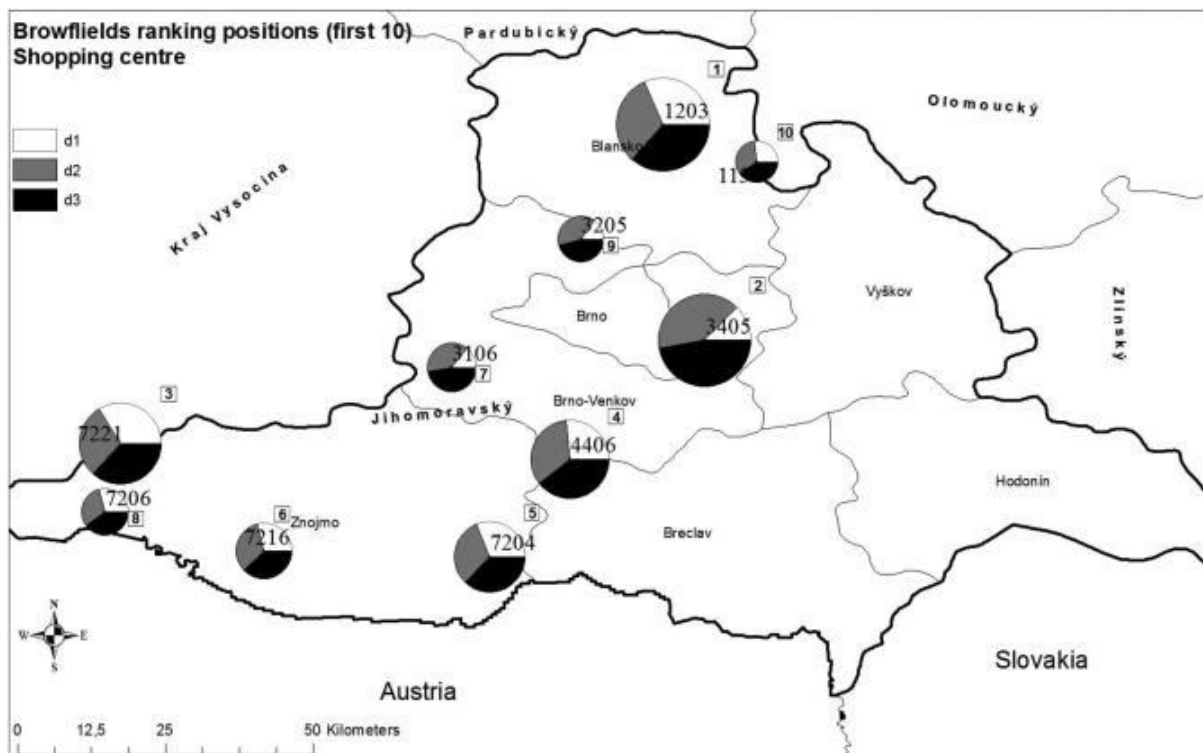 Browflields ranking positions (first 10)
Shopping centre
Pardubický
Olomoucký
Kraj Vysocina
Zlínský
Jihomoravský
d1
d2
d3
1
1203
Blansko
10
3205
9
2
Vyškov
Brno
3405
3106
7
3
Brno-Venkov
4
7221
4406
Hodonín
7206
8
6
Znojmo
7216
5
7204
Breclav
N
W
E
S
Slovakia
Austria
0 12,5 25 50 Kilometers